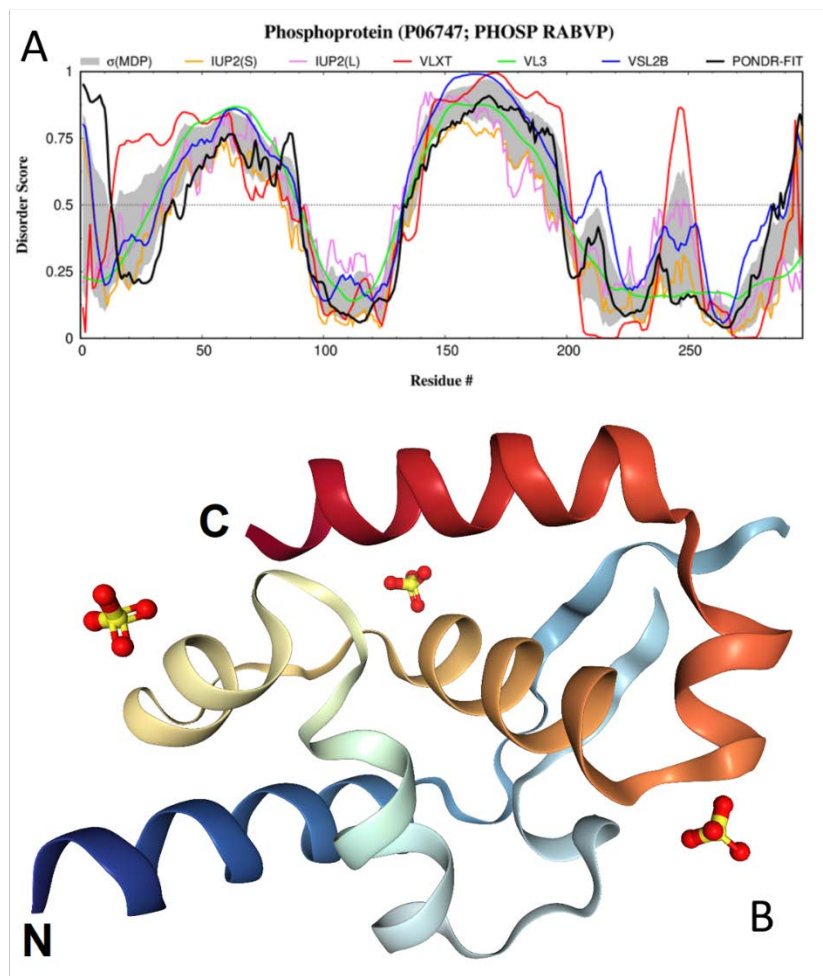 A
Phosphoprotein (P06747; PHOSP RABVP)
σ(MDP) IUP2(S) IUP2(L) VLXT VL3 VSL2B PONDR-FIT
1
0.75
0.5
0.25
0
Disorder Score
0 50 100 150 200 250
Residue #
C
N
B